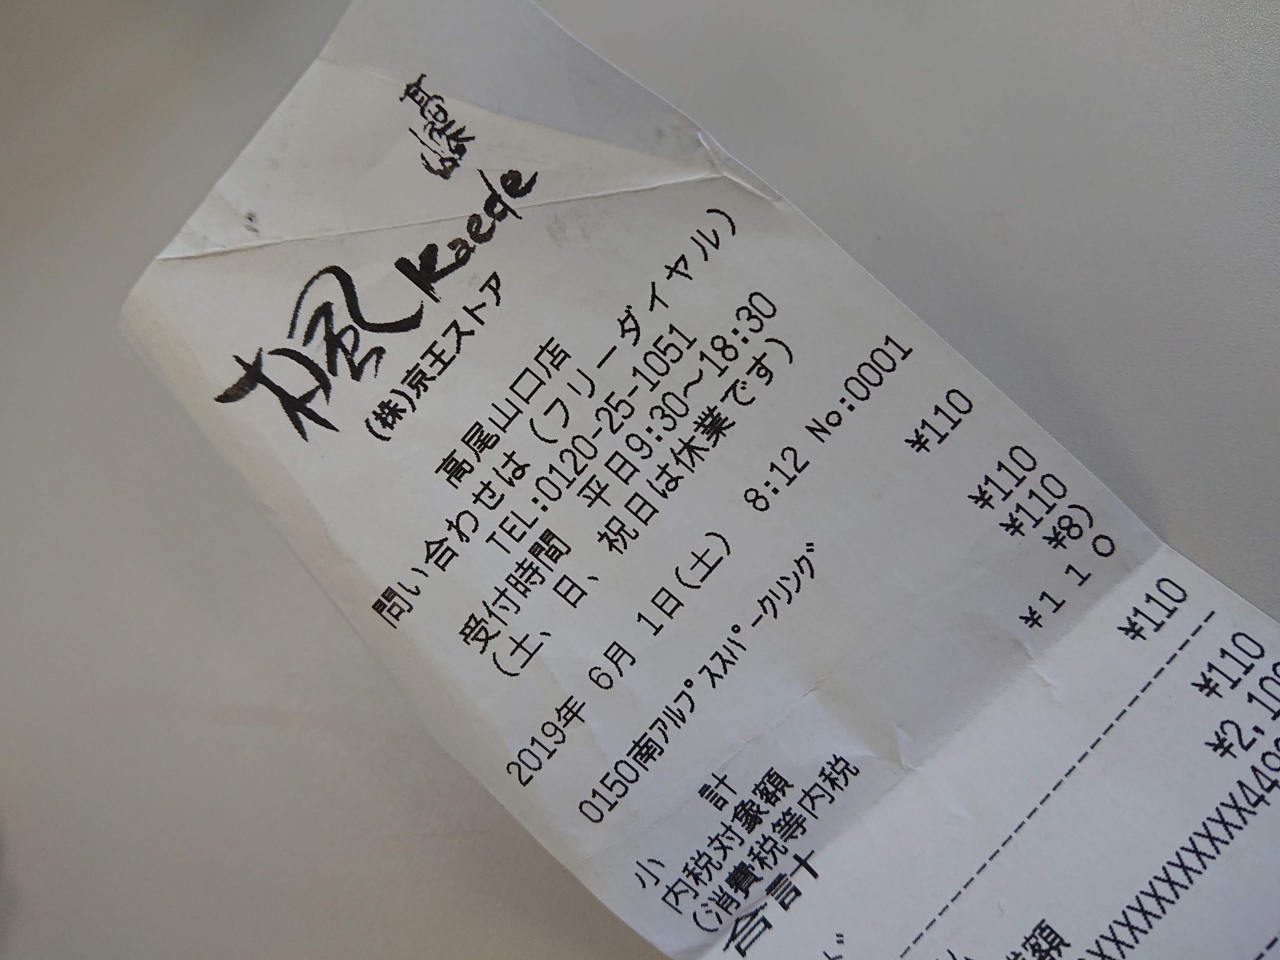 楓 Kaede
(株)京王ストア
高尾山口店
問い合わせは(フリーダイヤル)
TEL:0120-25-1051
受付時間 平日9:30~18:30
(土、日、祝日は休業です)
2019年 6月 1日(土) 8:12 No:0001
0150南アルプススパークリング ¥110
小 計 ¥110
内税対象額 ¥110
(消費税等内税 ¥8)
合計 ¥110
¥110
¥110